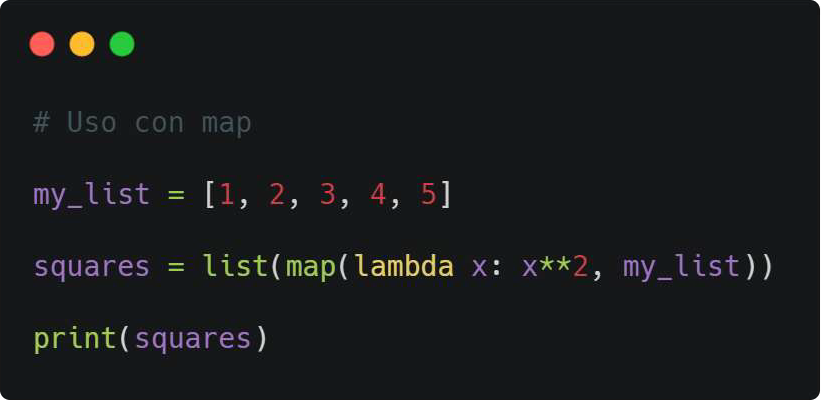 # Uso con map
my_list = [1, 2, 3, 4, 5]
squares = list(map(lambda x: x**2, my_list))
print(squares)